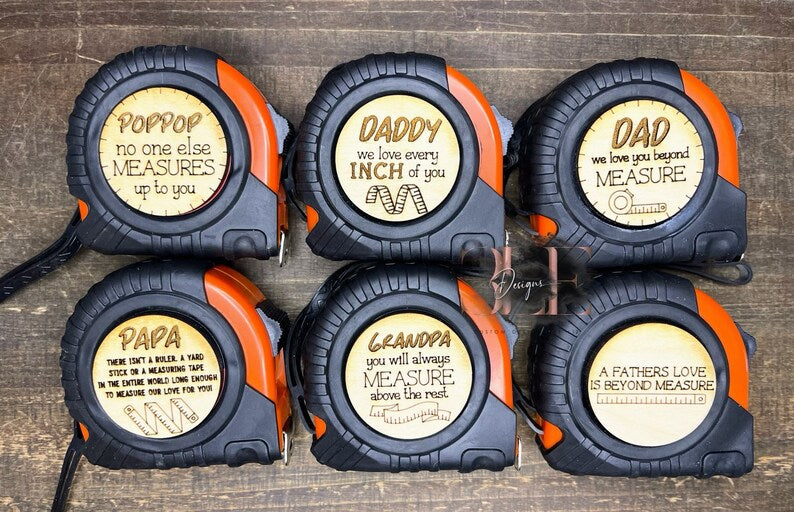 POPPOP
no one else
MEASURES
up to you
DADDY
we love every
INCH of you
DAD
we love you beyond
MEASURE
PAPA
THERE ISN'T A RULER, A YARD
STICK OR A MEASURING TAPE
IN THE ENTIRE WORLD LONG ENOUGH
TO MEASURE OUR LOVE FOR YOU!
GRANDPA
you will always
MEASURE
above the rest.
A FATHERS LOVE
IS BEYOND MEASURE
Designs